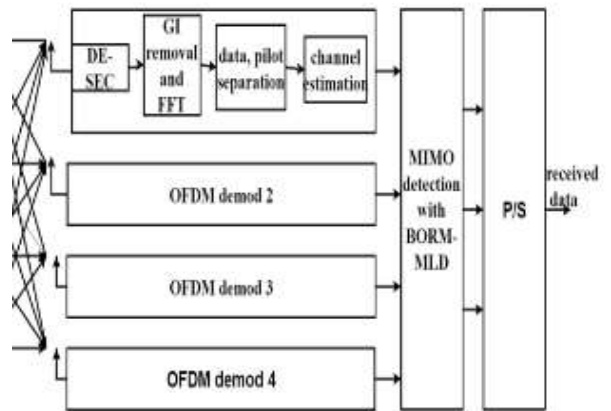 DE-
SEC
GI
removal
and
FFT
data, pilot
separation
channel
estimation
OFDM demod 2
OFDM demod 3
OFDM demod 4
MIMO
detection
with
BORM-
MLD
P/S
received
data